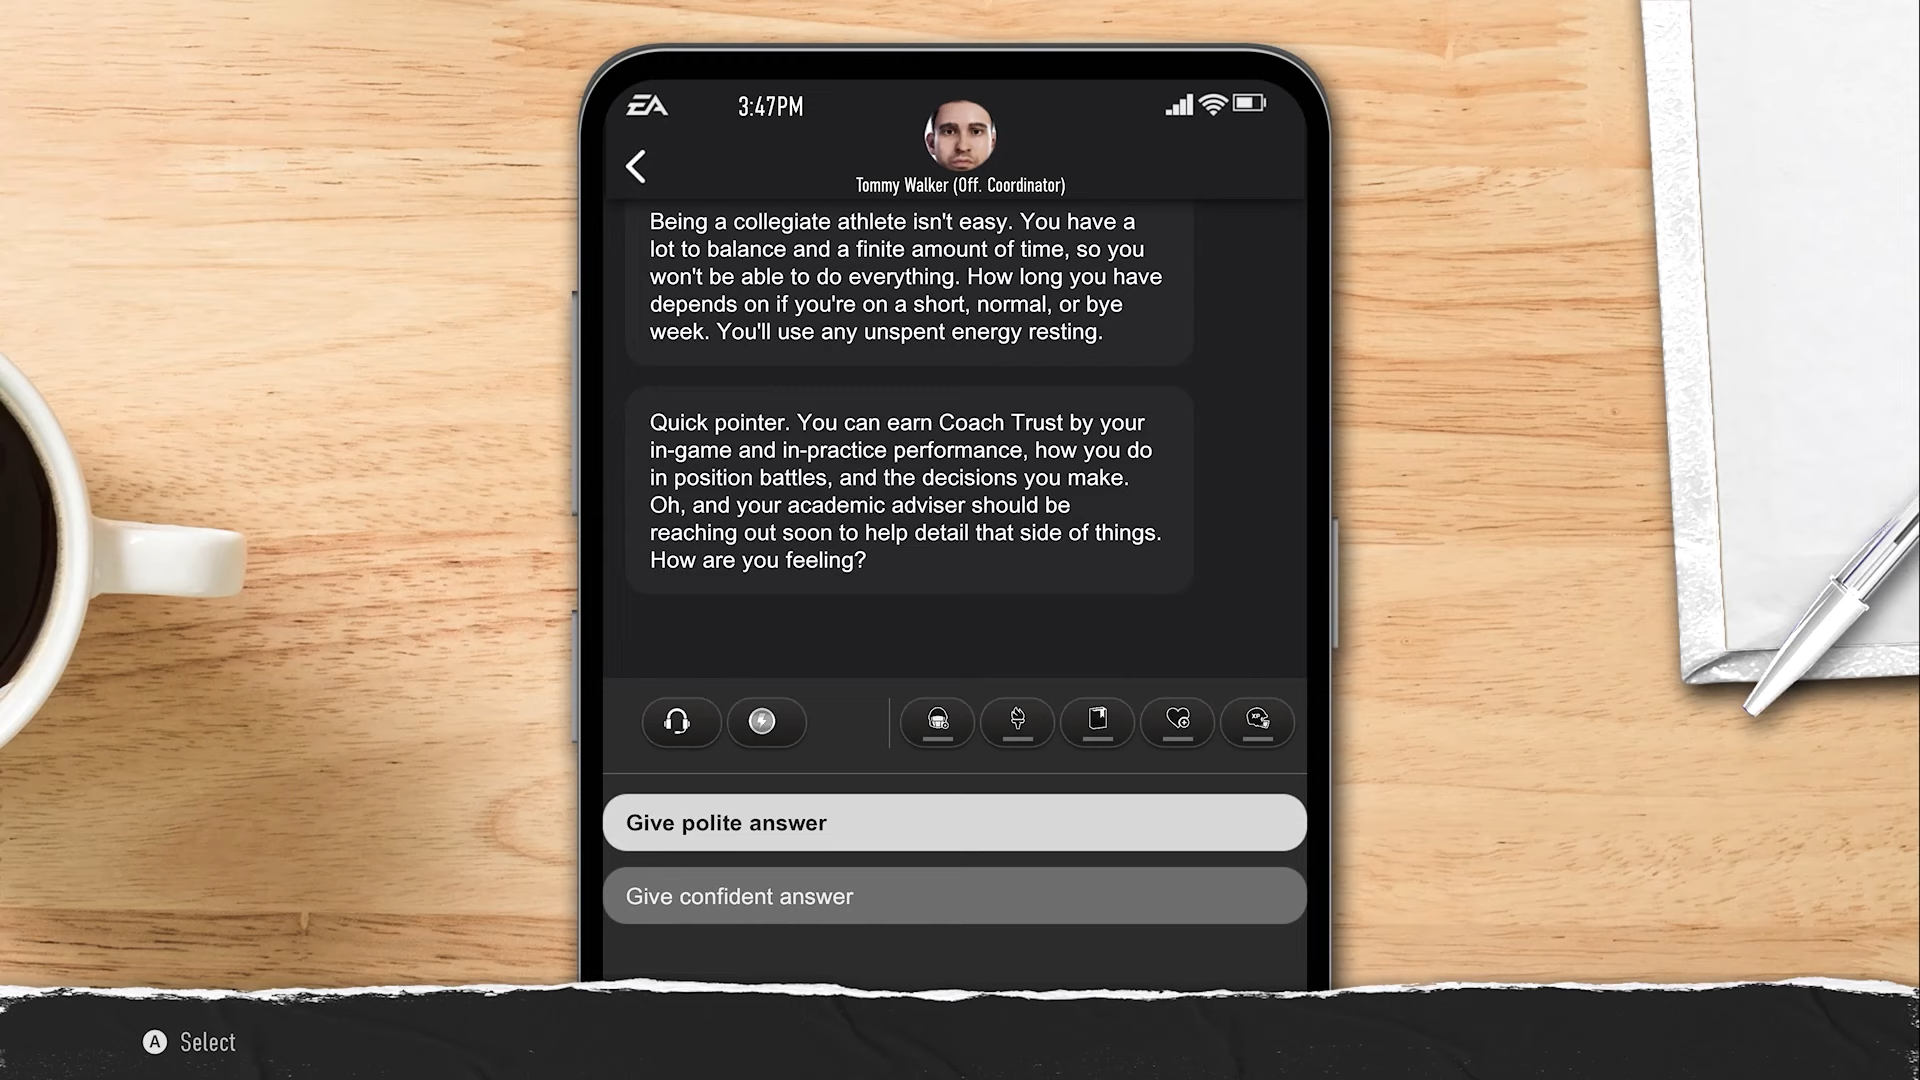 EA
3:47PM
Tommy Walker (Off. Coordinator)
Being a collegiate athlete isn't easy. You have a
lot to balance and a finite amount of time, so you
won't be able to do everything. How long you have
depends on if you're on a short, normal, or bye
week. You'll use any unspent energy resting.
Quick pointer. You can earn Coach Trust by your
in-game and in-practice performance, how you do
in position battles, and the decisions you make.
Oh, and your academic adviser should be
reaching out soon to help detail that side of things.
How are you feeling?
XP
Give polite answer
Give confident answer
A Select